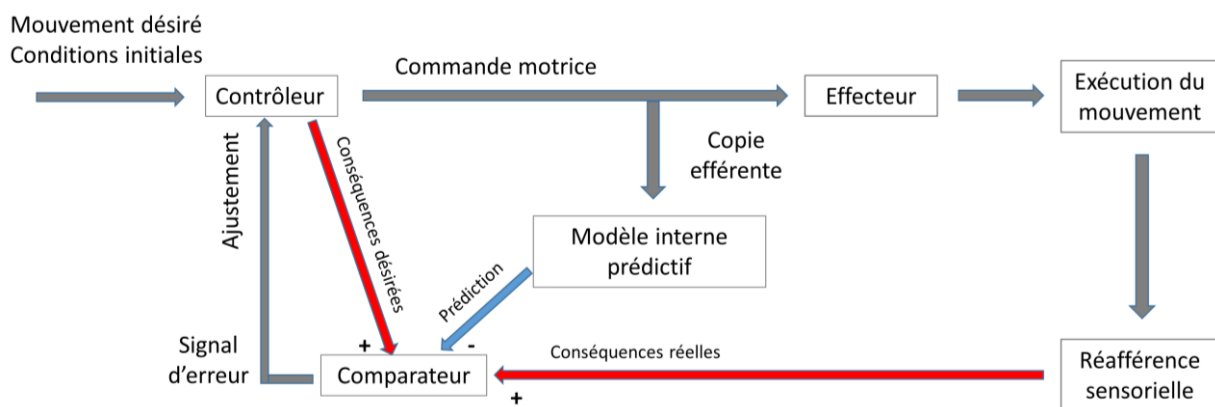 Mouvement désiré
Conditions initiales
Commande motrice
Contrôleur
Effecteur
Exécution du
mouvement
Copie
efférente
Ajustement
Conséquences désirées
Modèle interne
prédictif
Prédiction
+
-
Signal
d’erreur
Comparateur
Conséquences réelles
+
Réafférence
sensorielle